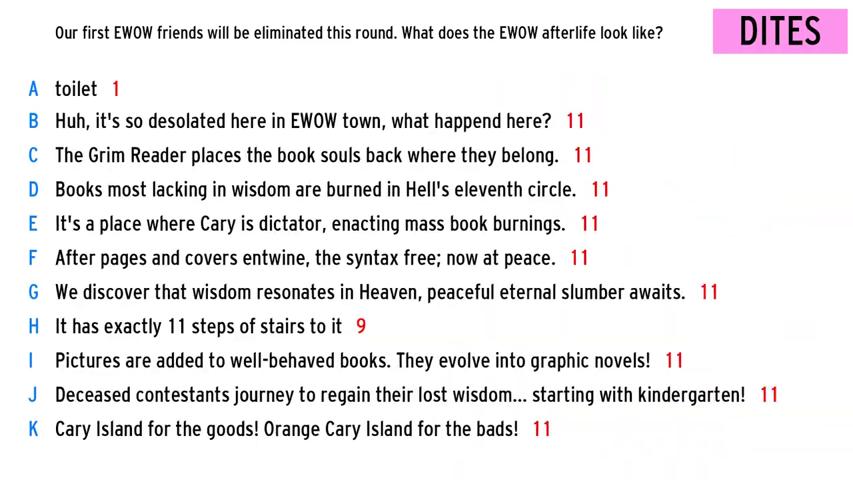 Our first EWOW friends will be eliminated this round. What does the EWOW afterlife look like?
DITES
A toilet 1
B Huh, it's so desolated here in EWOW town, what happend here? 11
C The Grim Reader places the book souls back where they belong. 11
D Books most lacking in wisdom are burned in Hell's eleventh circle. 11
E It's a place where Cary is dictator, enacting mass book burnings. 11
F After pages and covers entwine, the syntax free; now at peace. 11
G We discover that wisdom resonates in Heaven, peaceful eternal slumber awaits. 11
H It has exactly 11 steps of stairs to it 9
I Pictures are added to well-behaved books. They evolve into graphic novels! 11
J Deceased contestants journey to regain their lost wisdom... starting with kindergarten! 11
K Cary Island for the goods! Orange Cary Island for the bads! 11